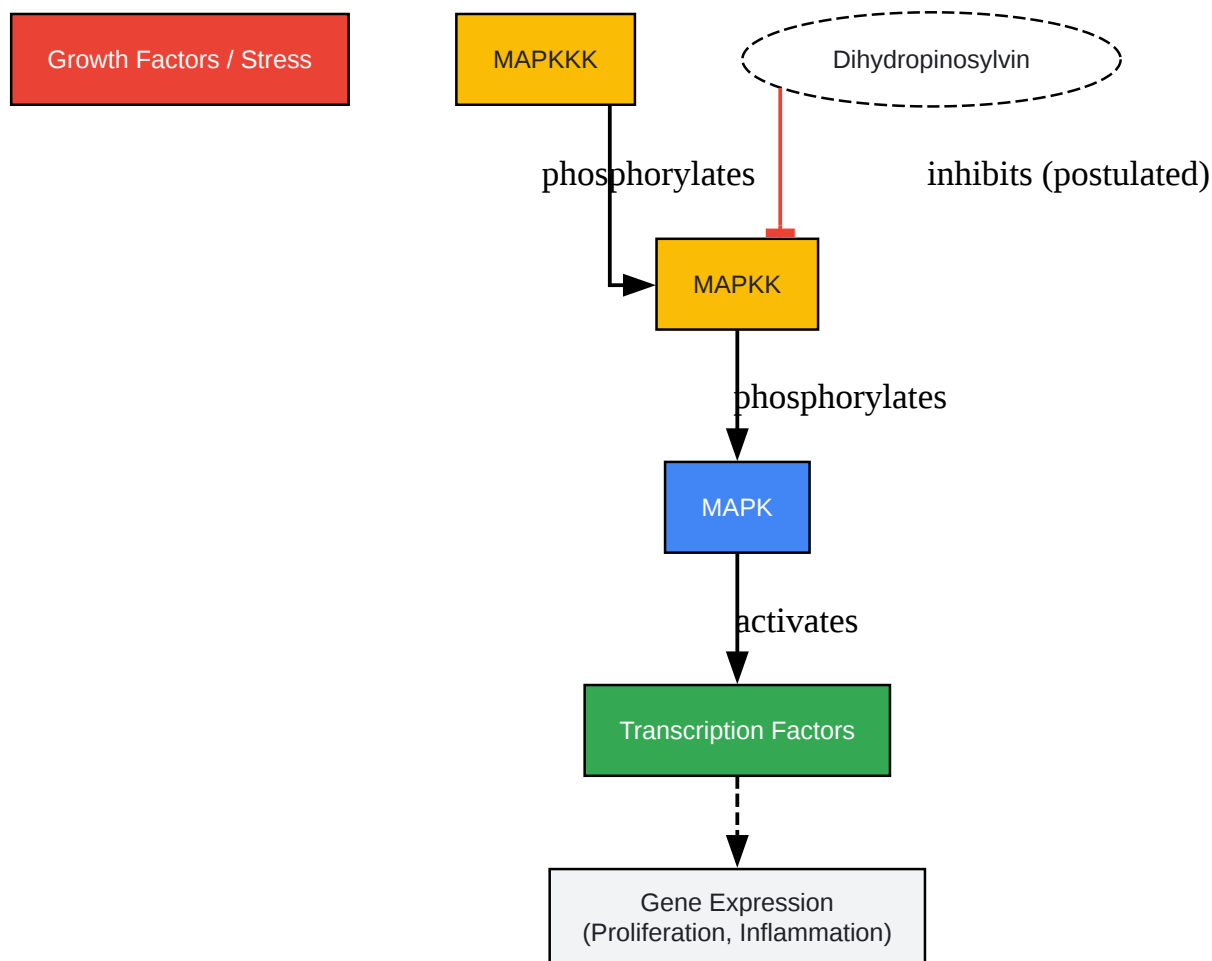 Growth Factors / Stress
MAPKKK
Dihydropinosylvin
phosphorylates
inhibits (postulated)
MAPKK
phosphorylates
MAPK
activates
Transcription Factors
Gene Expression
(Proliferation, Inflammation)